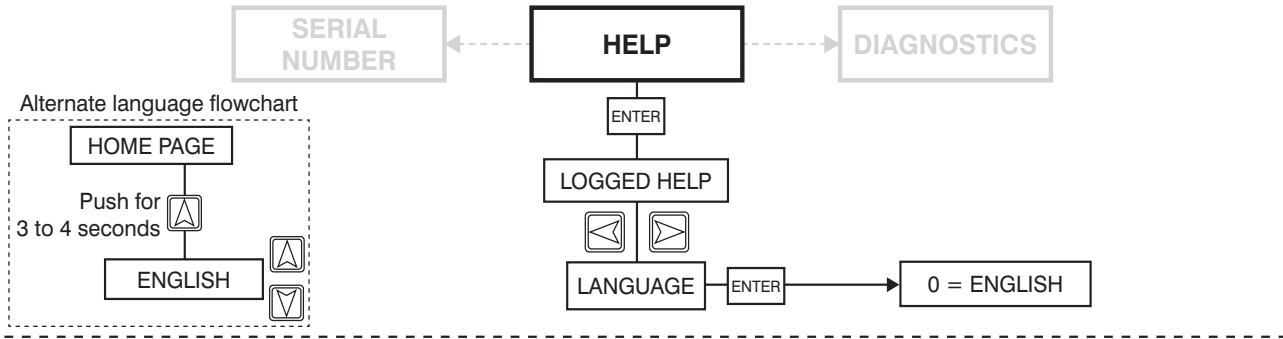 SERIAL
NUMBER
HELP
DIAGNOSTICS
ENTER
Alternate language flowchart
HOME PAGE
Push for
3 to 4 seconds
ENGLISH
LOGGED HELP
LANGUAGE
ENTER
0 = ENGLISH